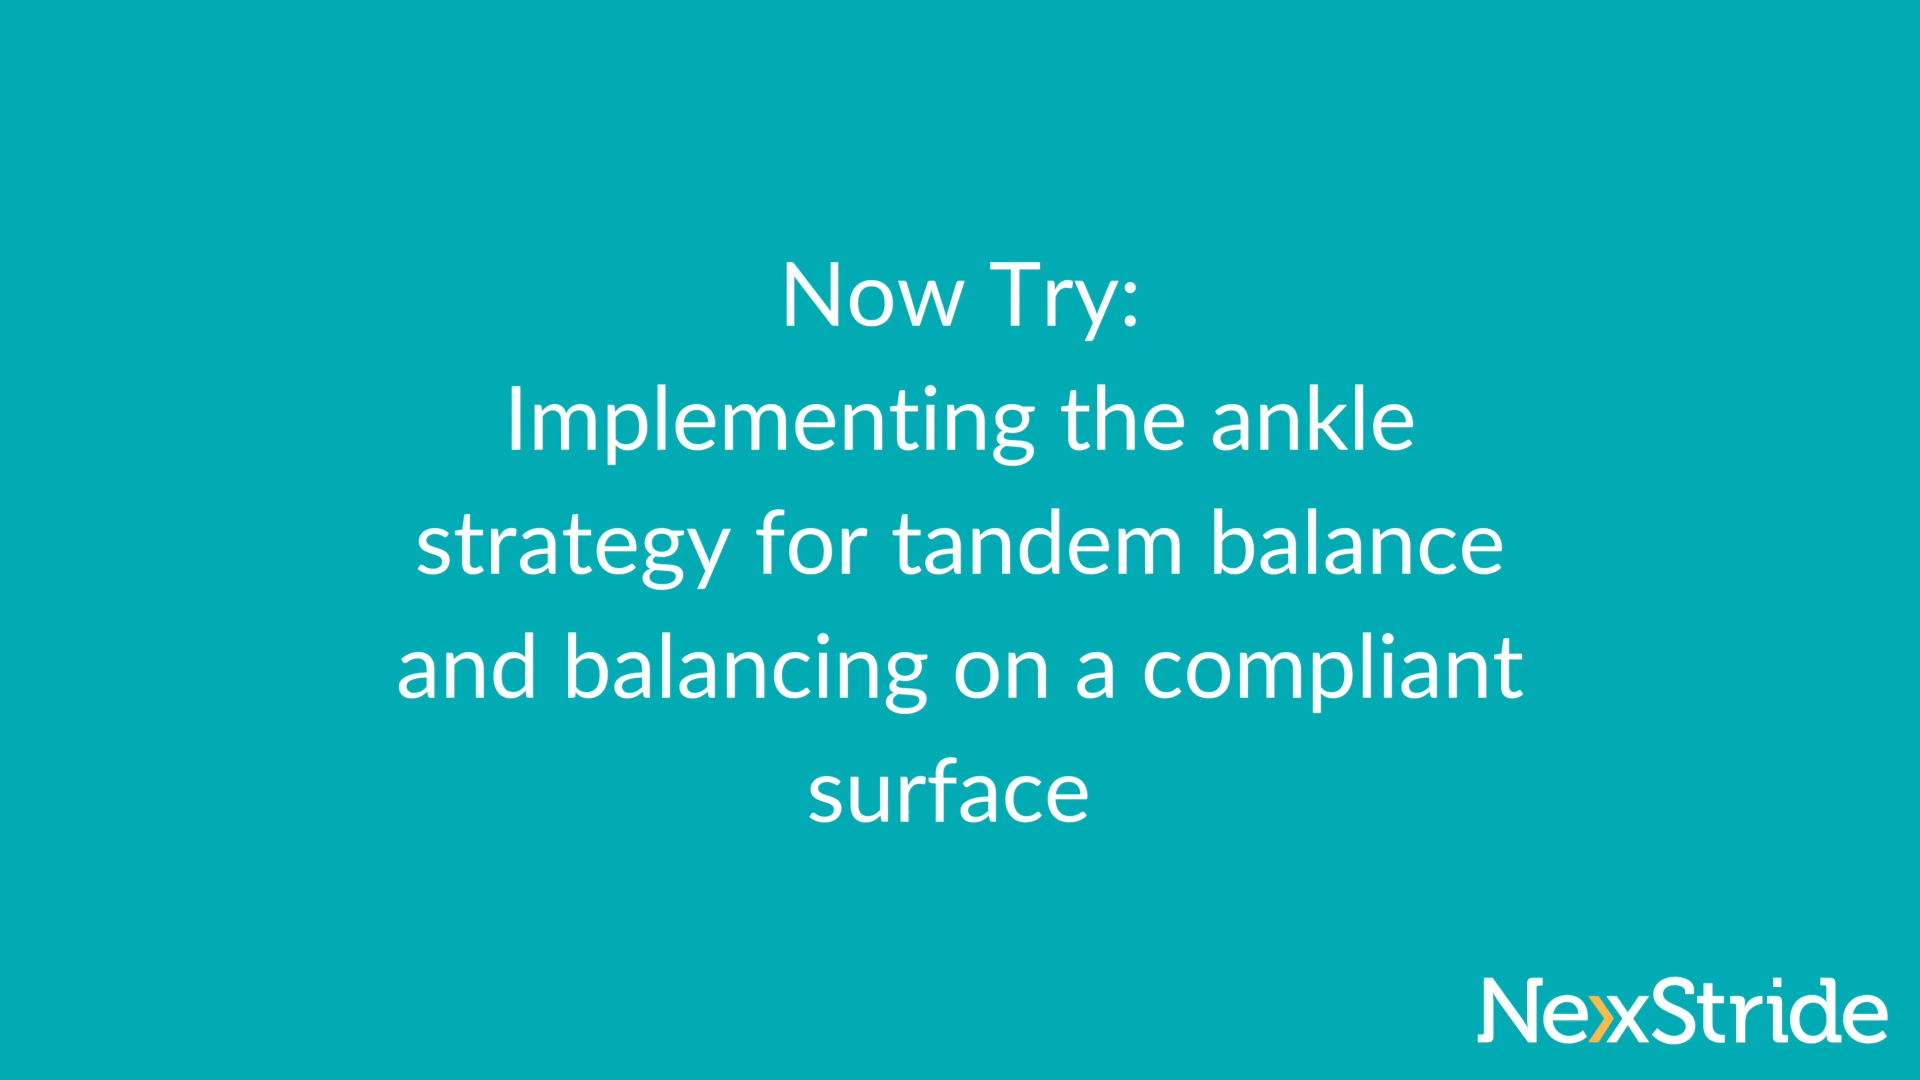 Now Try:
Implementing the ankle
strategy for tandem balance
and balancing on a compliant
surface
NexStride